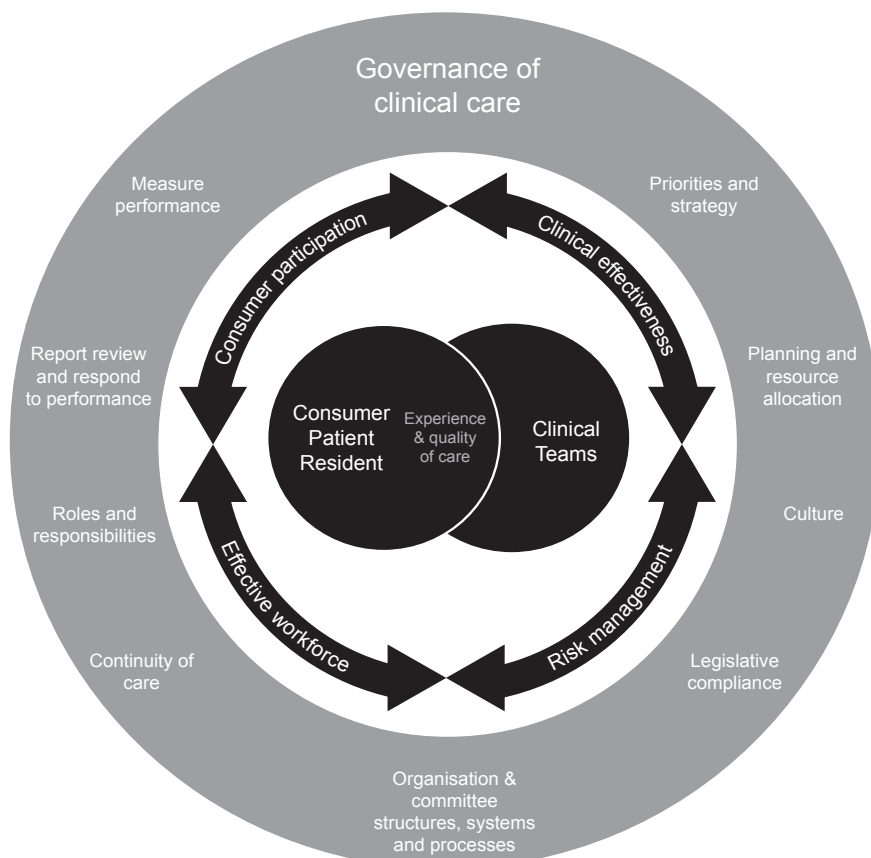 Governance of
clinical care
Measure
performance
Priorities and
strategy
Consumer participation
Clinical effectiveness
Report review
and respond
to performance
Planning and
resource
allocation
Consumer
Patient
Resident
Experience
& quality
of care
Clinical
Teams
Roles and
responsibilities
Culture
Effective workforce
Risk management
Continuity of
care
Legislative
compliance
Organisation &
committee
structures, systems
and processes